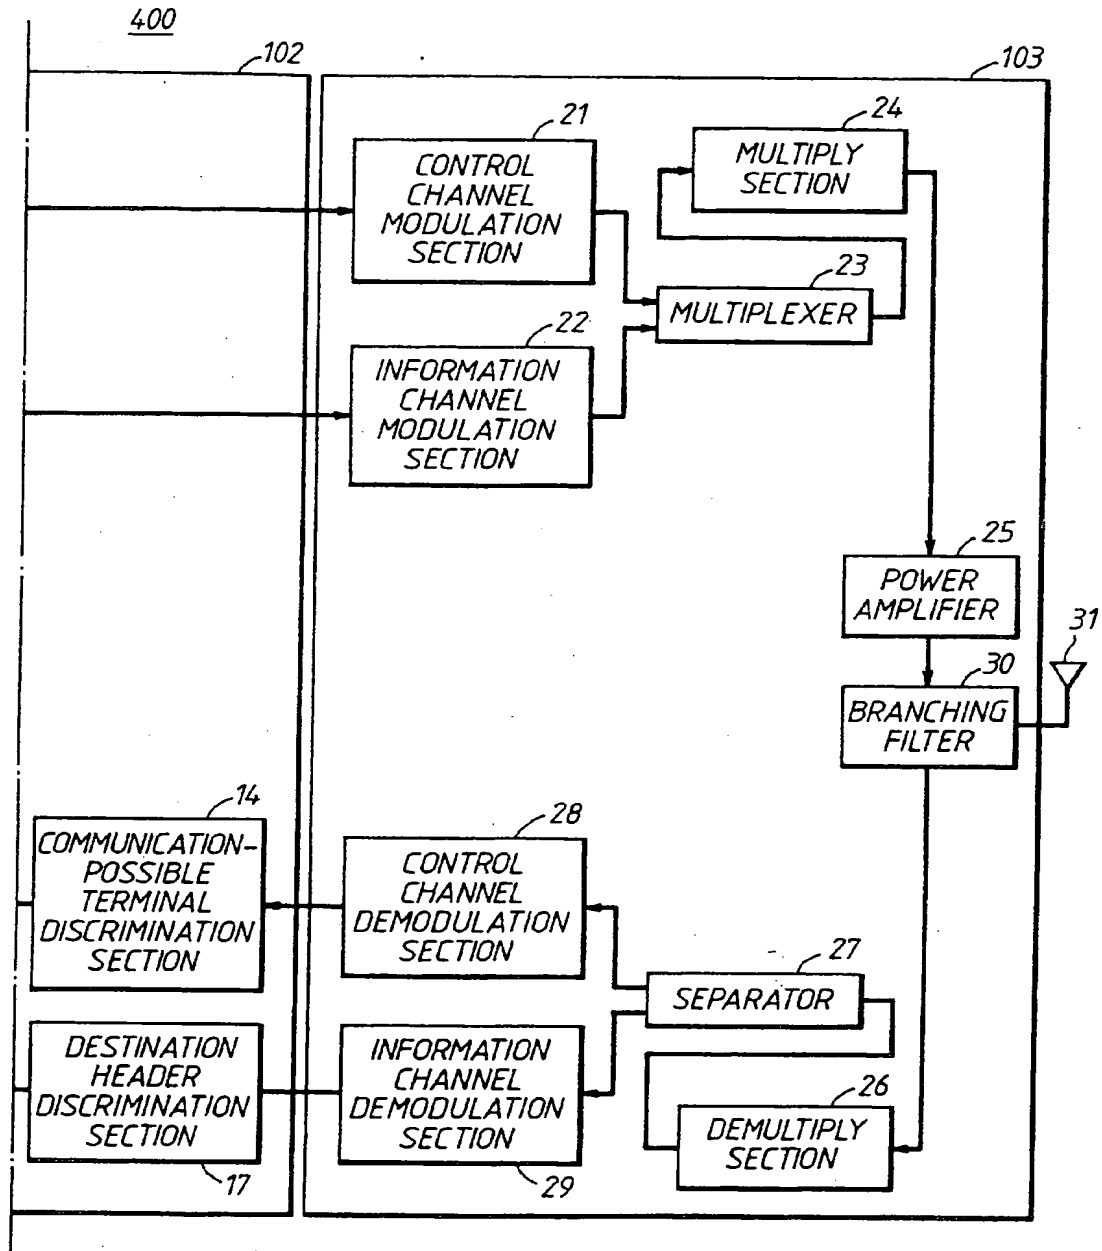 400
102
103
21
CONTROL
CHANNEL
MODULATION
SECTION
24
MULTIPLY
SECTION
23
MULTIPLEXER
22
INFORMATION
CHANNEL
MODULATION
SECTION
25
POWER
AMPLIFIER
31
30
BRANCHING
FILTER
14
COMMUNICATION-
POSSIBLE
TERMINAL
DISCRIMINATION
SECTION
28
CONTROL
CHANNEL
DEMODULATION
SECTION
27
SEPARATOR
DESTINATION
HEADER
DISCRIMINATION
SECTION
17
INFORMATION
CHANNEL
DEMODULATION
SECTION
29
26
DEMULTIPLY
SECTION